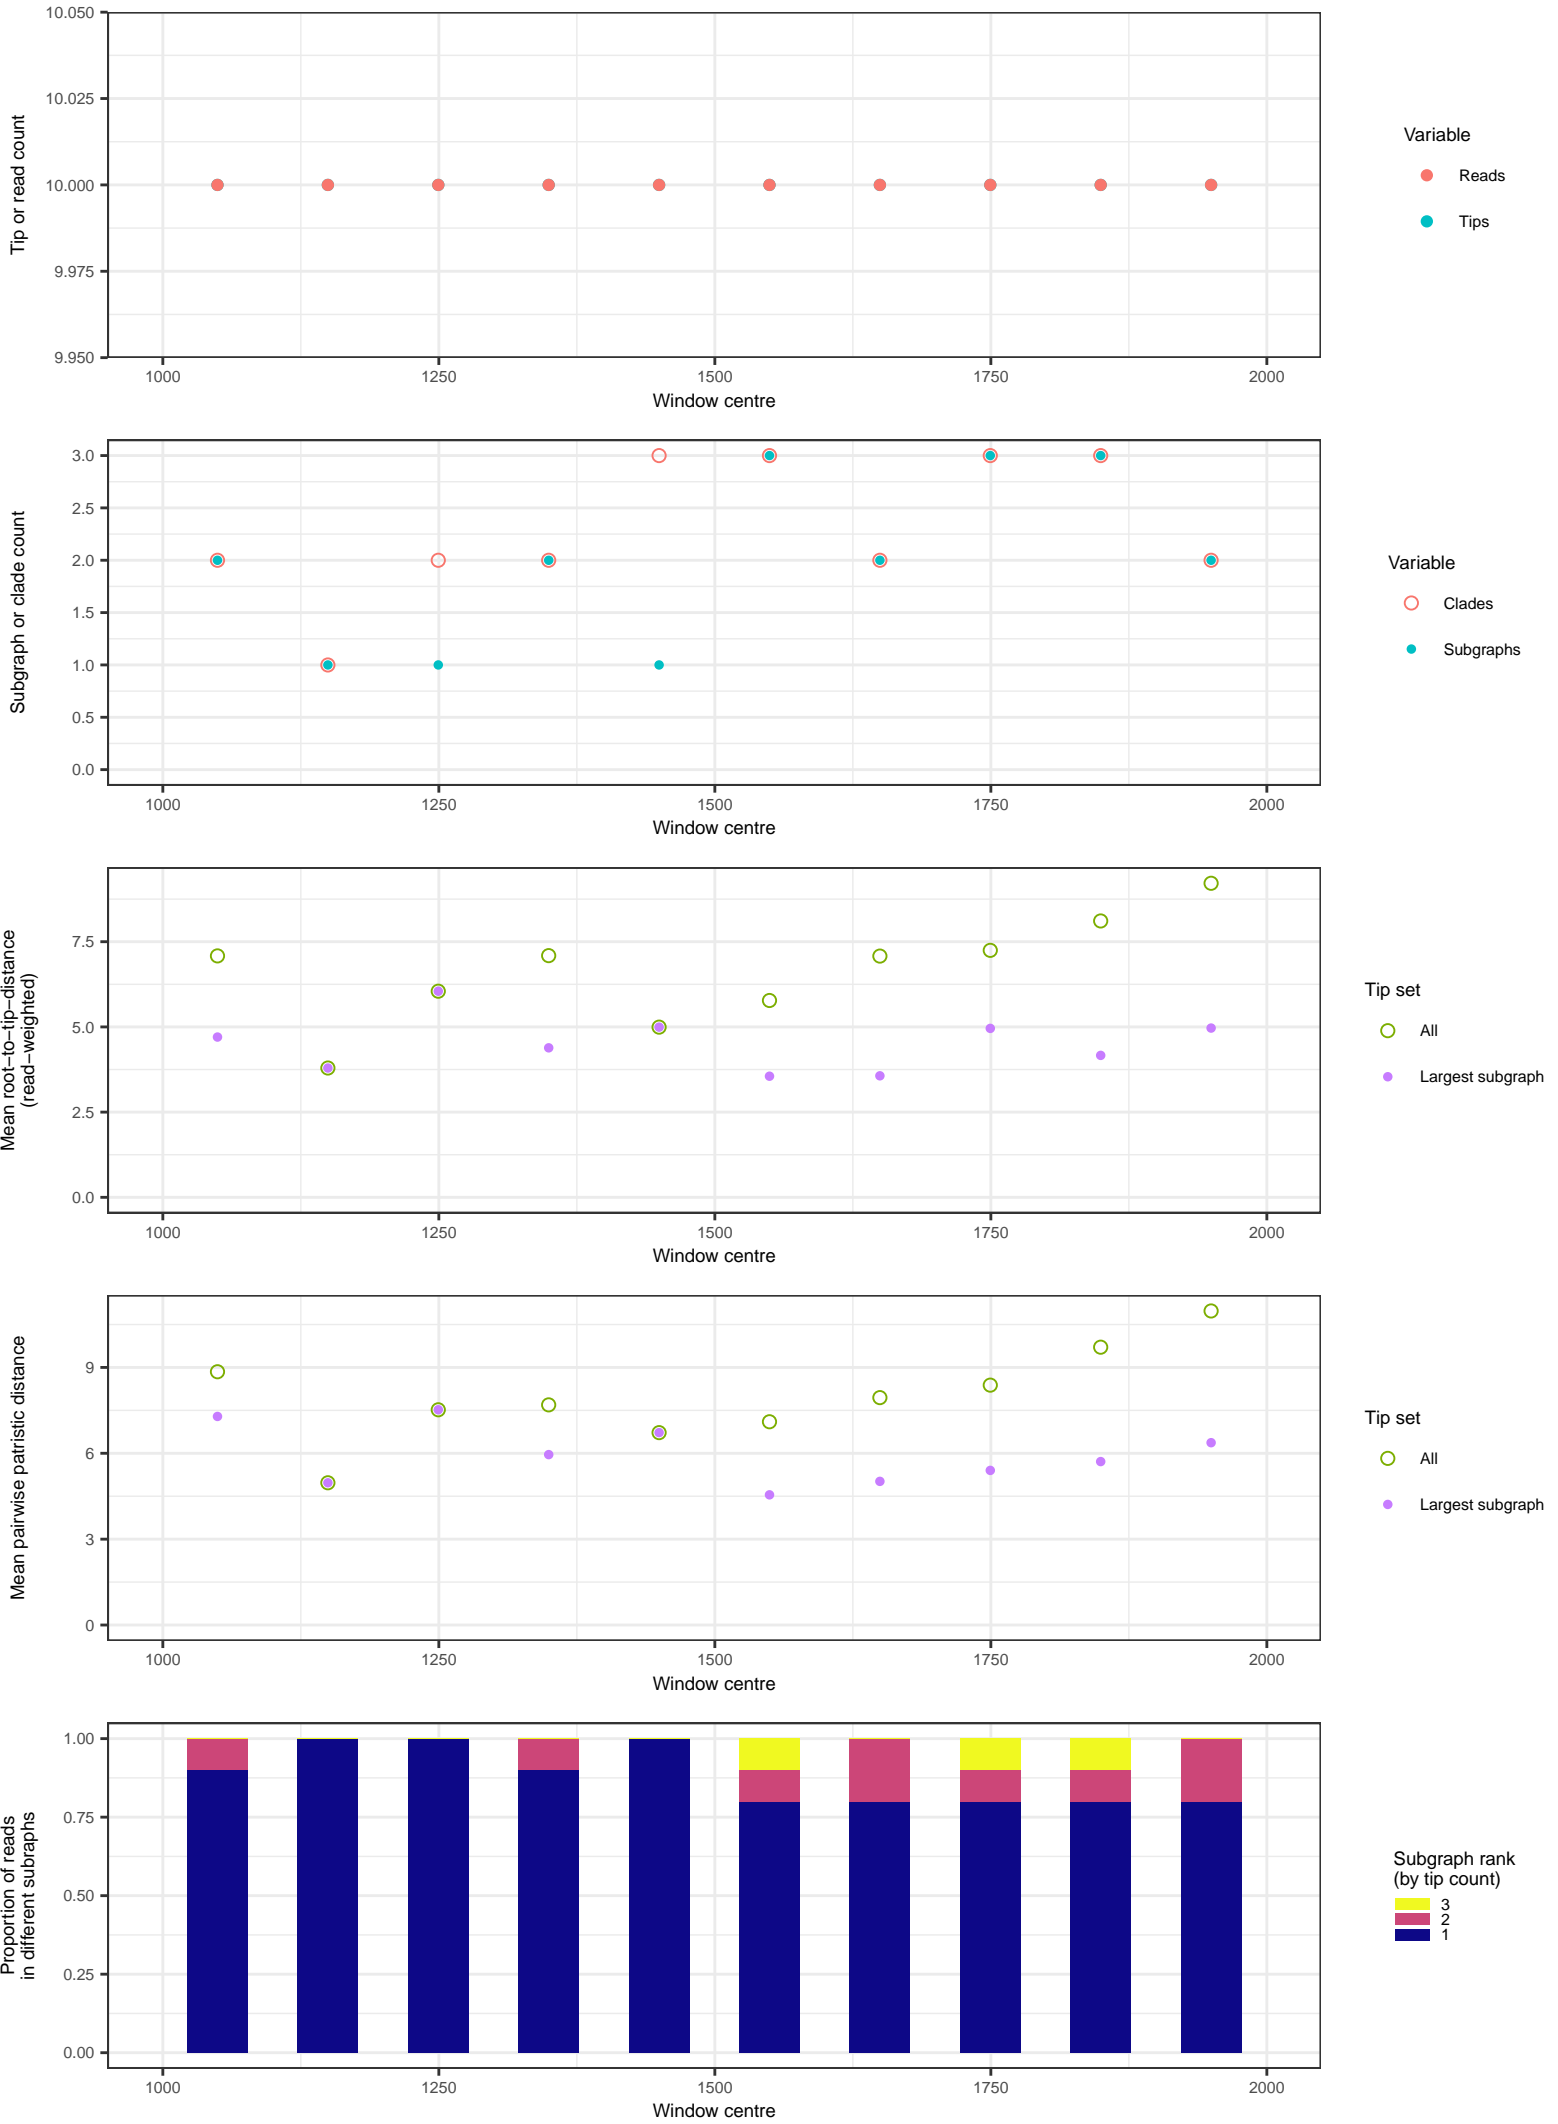 10.050
10.025
10.000
9.975
9.950
Tip or read count
1000 1250 1500 1750 2000
Window centre
Variable
Reads
Tips
3.0
2.5
2.0
1.5
1.0
0.5
0.0
Subgraph or clade count
1000 1250 1500 1750 2000
Window centre
Variable
Clades
Subgraphs
7.5
5.0
2.5
0.0
Mean root−to−tip−distance
(read−weighted)
1000 1250 1500 1750 2000
Window centre
Tip set
All
Largest subgraph
9
6
3
0
Mean pairwise patristic distance
1000 1250 1500 1750 2000
Window centre
Tip set
All
Largest subgraph
1.00
0.75
0.50
0.25
0.00
Proportion of reads
in different subraphs
1000 1250 1500 1750 2000
Window centre
Subgraph rank
(by tip count)
3
2
1